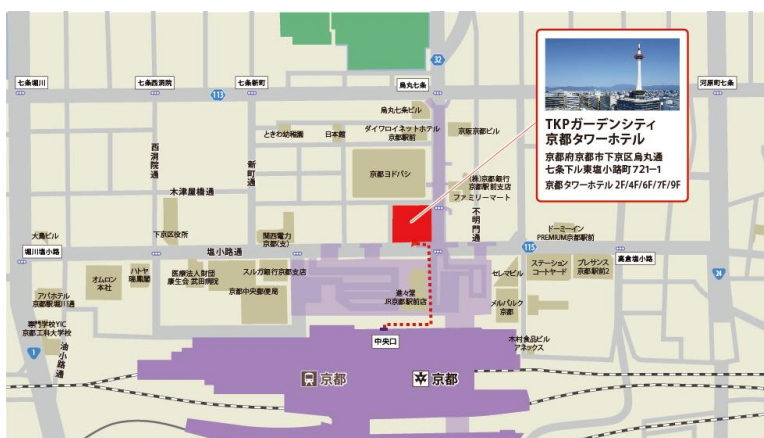 七条堀川
七条西洞院
七条新町
烏丸七条
河原町七条
113
32
TKPガーデンシティ
京都タワーホテル
京都府京都市下京区烏丸通
七条下ル東塩小路町721−1
京都タワーホテル 2F/4F/6F/7F/9F
烏丸七条ビル
ときわ幼稚園
日本館
ダイワロイネットホテル
京都駅前
京阪京都ビル
西洞院通
新町通
京都ヨドバシ
(株)京都銀行
京都駅前支店
ファミリーマート
木津屋橋通
不明門通
大島ビル
下京区役所
関西電力
京都(支)
ドーミーイン
PREMIUM京都駅前
堀川塩小路
塩小路通
115
高倉塩小路
オムロン
本社
ハトヤ
瑞鳳閣
医療法人財団
康生会 武田病院
スルガ銀行京都支店
京都中央郵便局
進々堂
JR京都駅前店
セレマビル
ステーション
コートヤード
プレサンス
京都駅前2
24
アパホテル
京都駅堀川通
メルパルク
京都
専門学校YIC
京都工科大学校
中央口
木村食品ビル
アネックス
1
油小路通
京都
京都